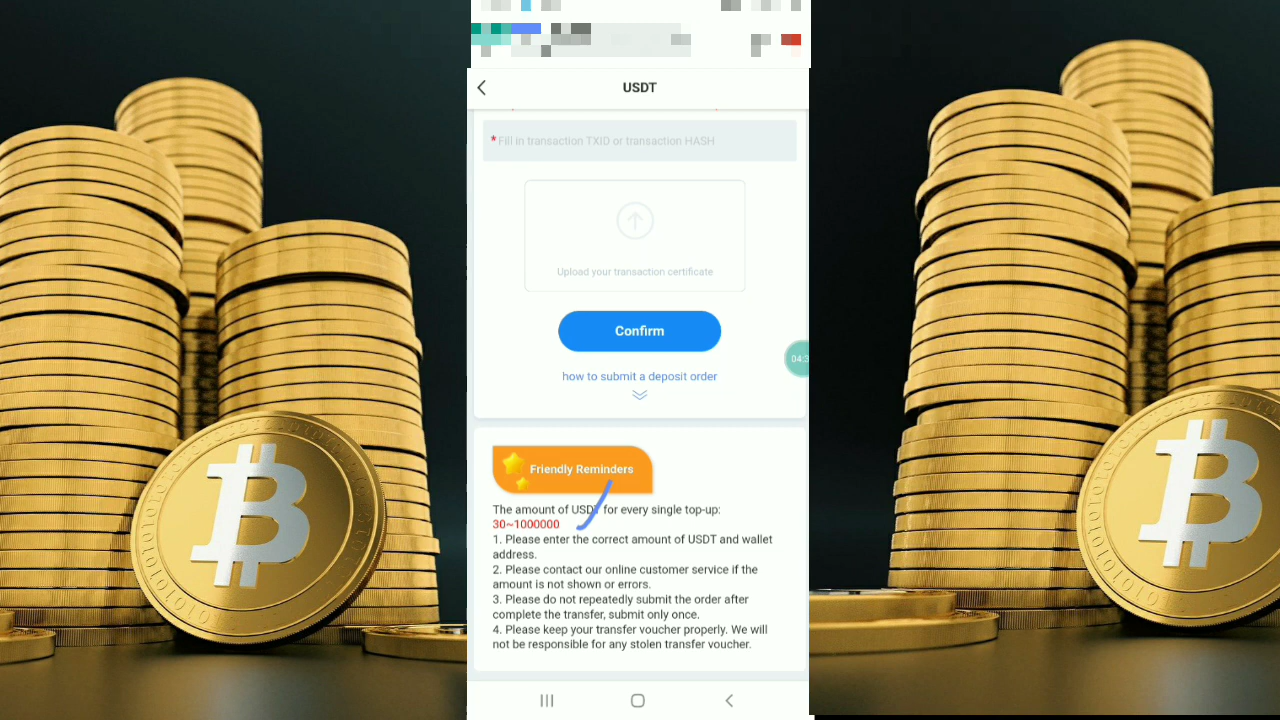 USDT
*Fill in transaction TXID or transaction HASH
Upload your transaction certificate
Confirm
04:3
how to submit a deposit order
Friendly Reminders
The amount of USDT for every single top-up:
30~1000000
1. Please enter the correct amount of USDT and wallet
address.
2. Please contact our online customer service if the
amount is not shown or errors.
3. Please do not repeatedly submit the order after
complete the transfer, submit only once.
4. Please keep your transfer voucher properly. We will
not be responsible for any stolen transfer voucher.